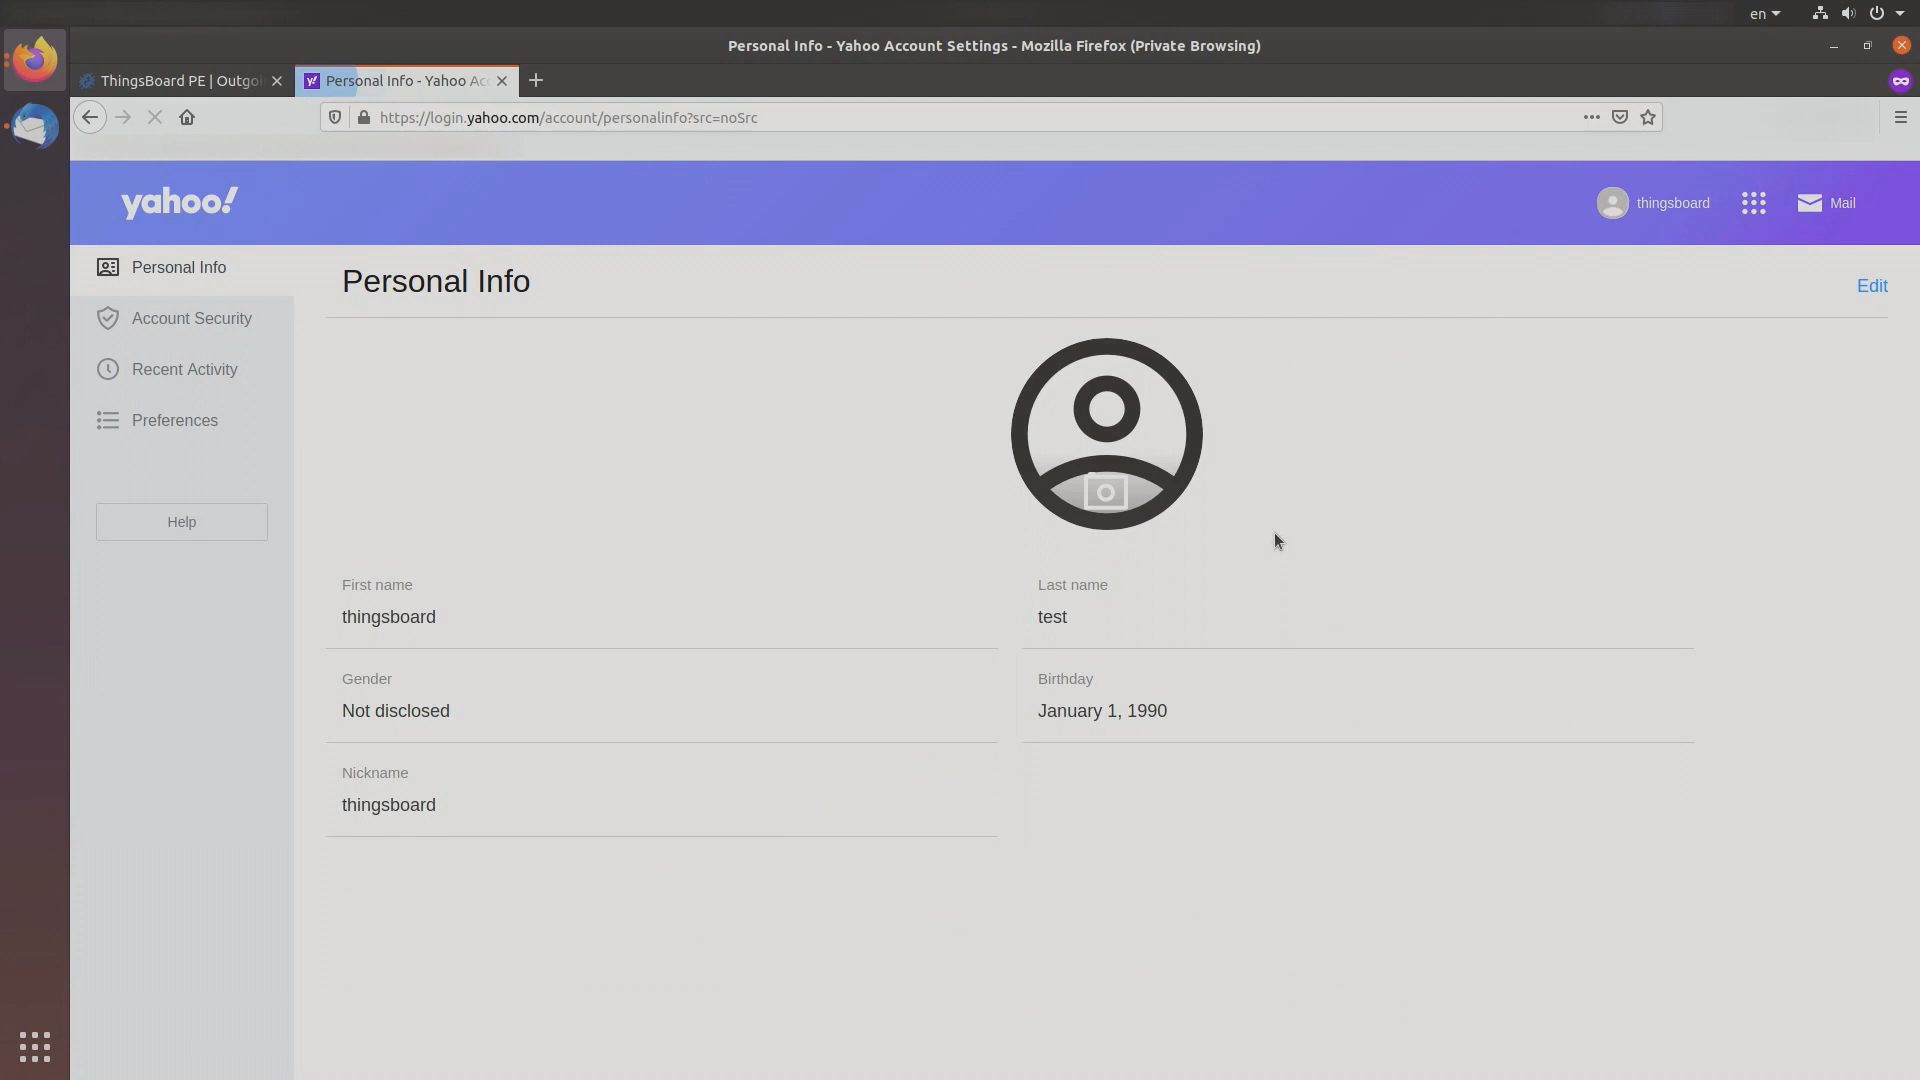 en
Personal Info - Yahoo Account Settings - Mozilla Firefox (Private Browsing)
ThingsBoard PE | Outgoi
Personal Info - Yahoo Acc
https://login.yahoo.com/account/personalinfo?src=noSrc
yahoo!
thingsboard
Mail
Personal Info
Account Security
Recent Activity
Preferences
Help
Personal Info
Edit
First name
thingsboard
Last name
test
Gender
Not disclosed
Birthday
January 1, 1990
Nickname
thingsboard